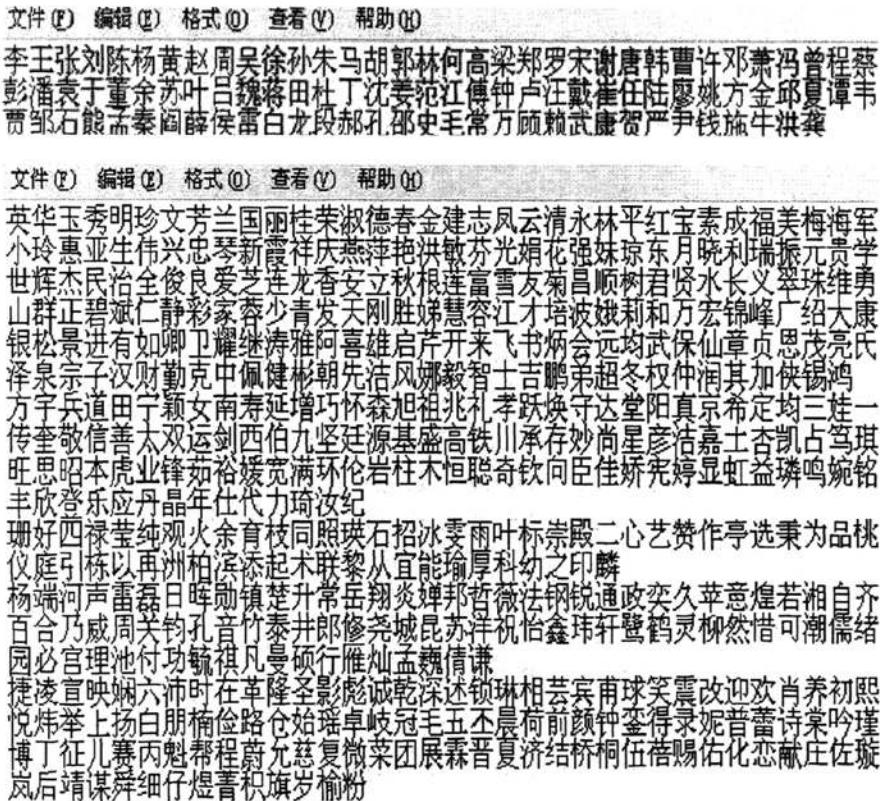 文件(F) 编辑(E) 格式(O) 查看(V) 帮助(H)
李王张刘陈杨黄赵周吴徐孙朱马胡郭林何高梁郑罗宋谢唐韩曹许邓萧冯曾程蔡
彭潘袁于董余苏叶吕魏蒋田杜丁沈姜范江傅钟卢汪戴崔任陆廖姚方金邱夏谭韦
贾邹石熊孟秦阎薛侯雷白龙段郝孔邵史毛常万顾赖武康贺严尹钱施牛洪龚
文件(F) 编辑(E) 格式(O) 查看(V) 帮助(H)
英华玉秀明珍文芳兰国丽桂荣淑德春金建志凤云清永林平红宝素成福美梅海军
小玲惠亚生伟兴忠琴新霞祥庆燕萍艳洪敏芬光娟花强妹琼东月晓利瑞振元贵学
世辉杰民治全俊良爱芝连龙香安立秋根莲富雪友菊昌顺树君贤水长义翠珠维勇
山群正碧斌仁静彩家蓉少青发天刚胜娣慧容江才培波娥莉和万宏锦峰广绍大康
银松景进有如卿卫耀继涛雅阿喜雄启芹开来飞书炳会远均武保仙章贞恩茂亮氏
泽泉宗子汉财勤克中佩健彬朝先洁风娜毅智士吉鹏弟超冬权仲润其加侠锡鸿
方宇兵道田宁颖女南寿延增巧怀森旭祖兆礼孝跃焕守达堂阳真京希定均三娃一
传奎敬信善太双运剑西伯九坚廷源基盛高铁川承存妙尚星彦洁嘉士杏凯占笃琪
旺思昭本虎业锋茹裕媛宽满环伦岩柱木恒聪奇钦向臣佳娇宪婷显虹益璘鸣婉铭
丰欣登乐应丹晶年仕代力琦汝纪
珊好西禄莹纯观火余育枝同照瑛石招冰雯雨叶标崇殿二心艺赞作亭选秉为品桃
仪庭引栋以再洲柏滨添起术联黎从宜能瑜厚科幼之印麟
杨端河声雷磊日晖勋镇楚升常岳翔炎婵邦哲薇法钢锐通政奕久苹意煌若湘自齐
百合乃威周关钧孔音竹泰井郎修尧城昆苏洋祝怡鑫玮轩鹭鹤灵柳然惜可潮儒绪
园必宫理池付功毓祺凡曼硕行雁灿孟巍倩谦
捷凌宣映娴六沛时在革隆圣影彪诚乾深述锁琳相芸宾甫球笑震改迎欢肖养初熙
悦炜举上扬白朋楠俭路仓始瑶卓岐冠毛五丕晨荷前颜钟銮得录妮普蕾诗棠吟瑾
博丁征儿赛丙魁帮程蔚允慈复微菜团展霖晋夏济结桥桐伍蓓赐佑化恋献庄佐璇
岚后靖谋舜细仔煜菁积旗岁榆粉